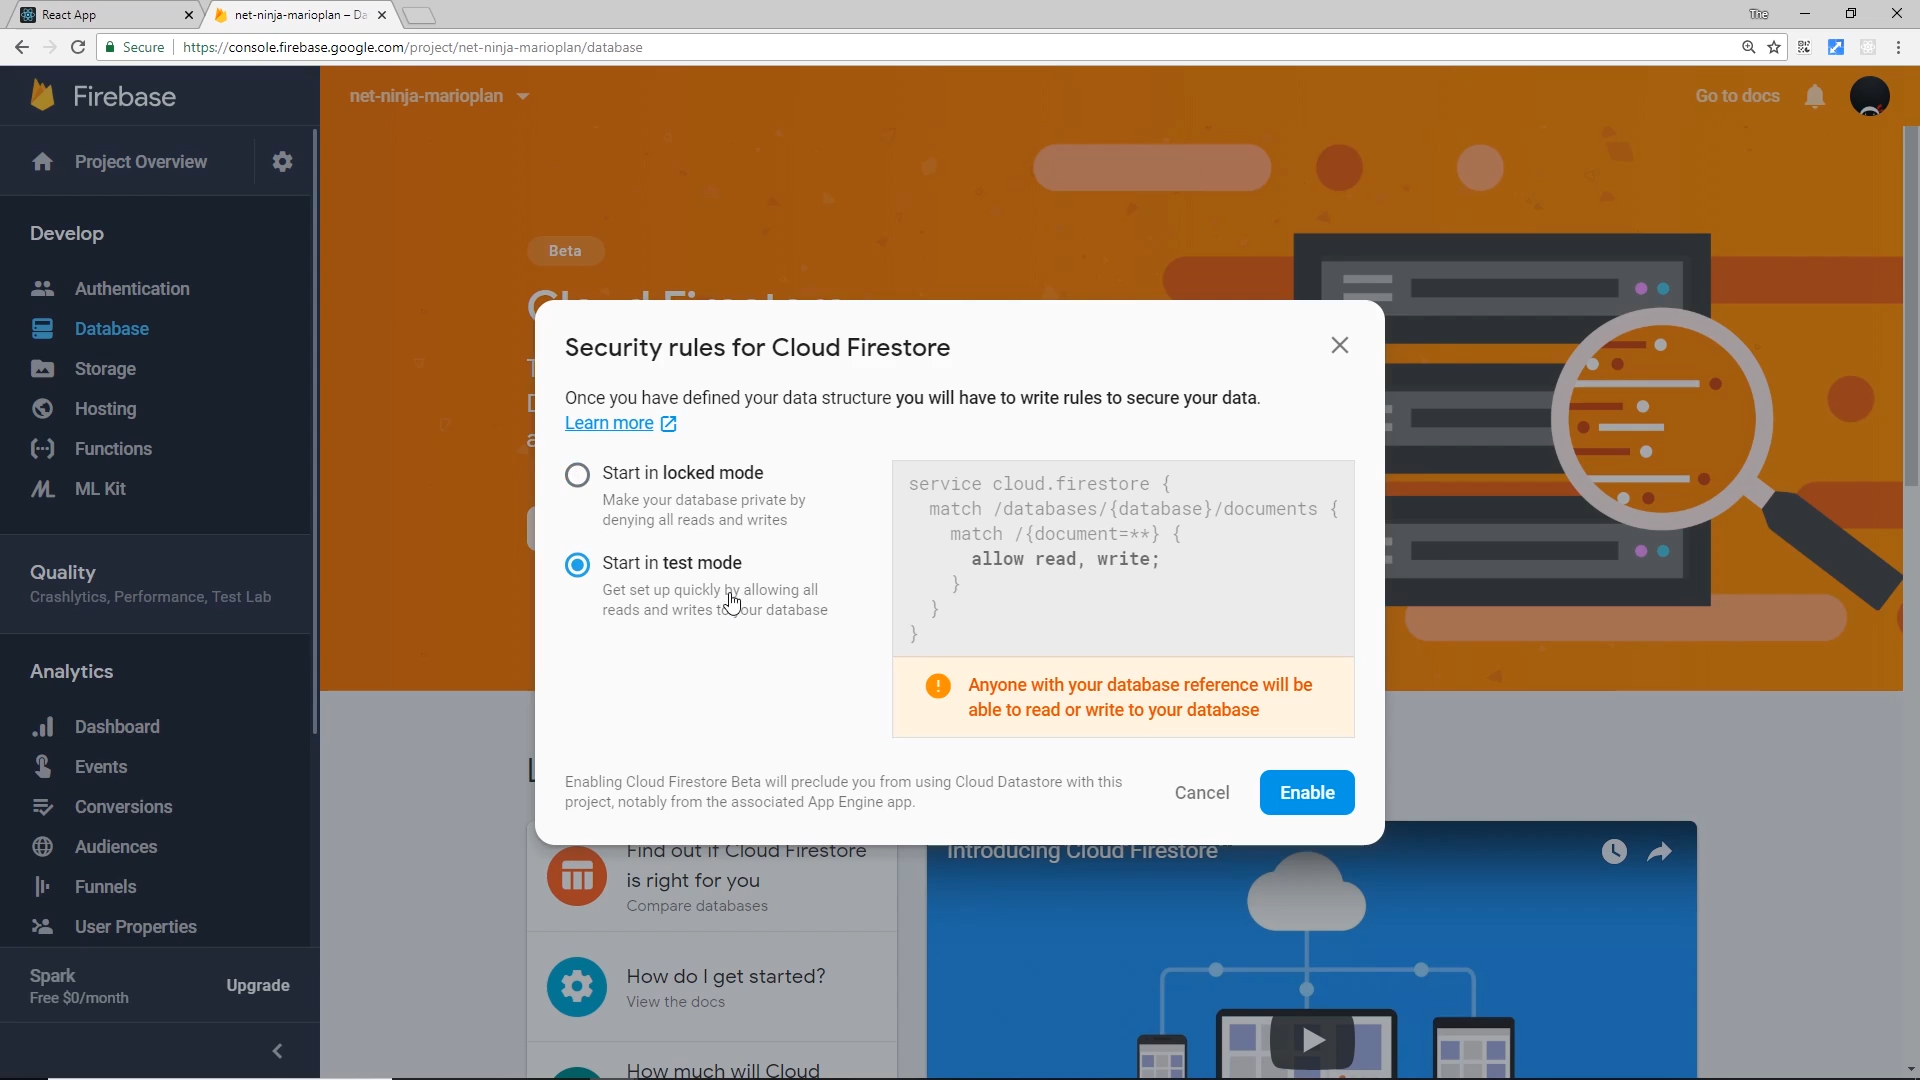 React App
net-ninja-marioplan – Da
The
Secure
https://console.firebase.google.com/project/net-ninja-marioplan/database
Firebase
net-ninja-marioplan
Go to docs
Project Overview
Develop
Authentication
Database
Storage
Hosting
Functions
ML Kit
Quality
Crashlytics, Performance, Test Lab
Analytics
Dashboard
Events
Conversions
Audiences
Funnels
User Properties
Spark
Free $0/month
Upgrade
Beta
Cloud Firestore
Security rules for Cloud Firestore
Once you have defined your data structure you will have to write rules to secure your data.
Learn more
Start in locked mode
Make your database private by
denying all reads and writes
Start in test mode
Get set up quickly by allowing all
reads and writes to your database
service cloud.firestore {
match /databases/{database}/documents {
match /{document=**} {
allow read, write;
}
}
}
Anyone with your database reference will be
able to read or write to your database
Enabling Cloud Firestore Beta will preclude you from using Cloud Datastore with this
project, notably from the associated App Engine app.
Cancel
Enable
Find out if Cloud Firestore
is right for you
Compare databases
How do I get started?
View the docs
How much will Cloud
Introducing Cloud Firestore